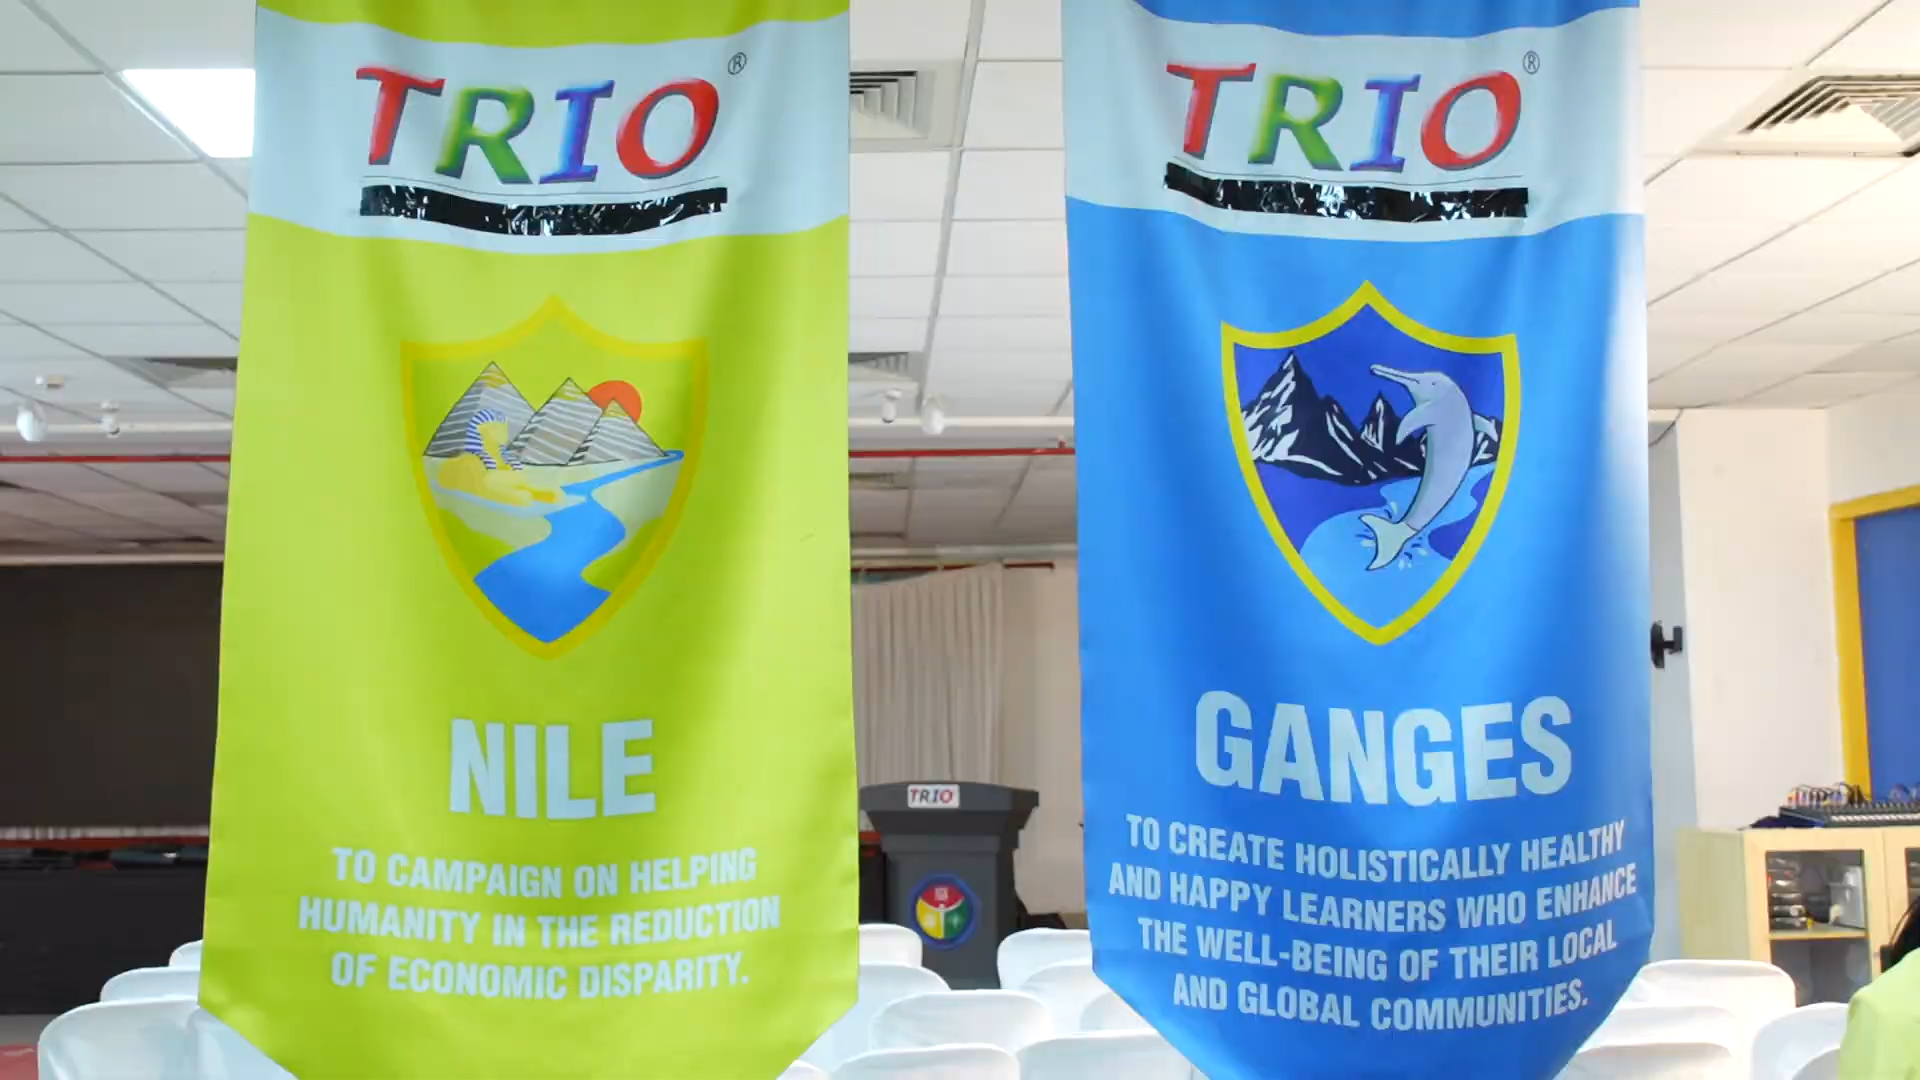 TRIO®
NILE
TO CAMPAIGN ON HELPING
HUMANITY IN THE REDUCTION
OF ECONOMIC DISPARITY.
TRIO®
GANGES
TO CREATE HOLISTICALLY HEALTHY
AND HAPPY LEARNERS WHO ENHANCE
THE WELL-BEING OF THEIR LOCAL
AND GLOBAL COMMUNITIES.
TRIO